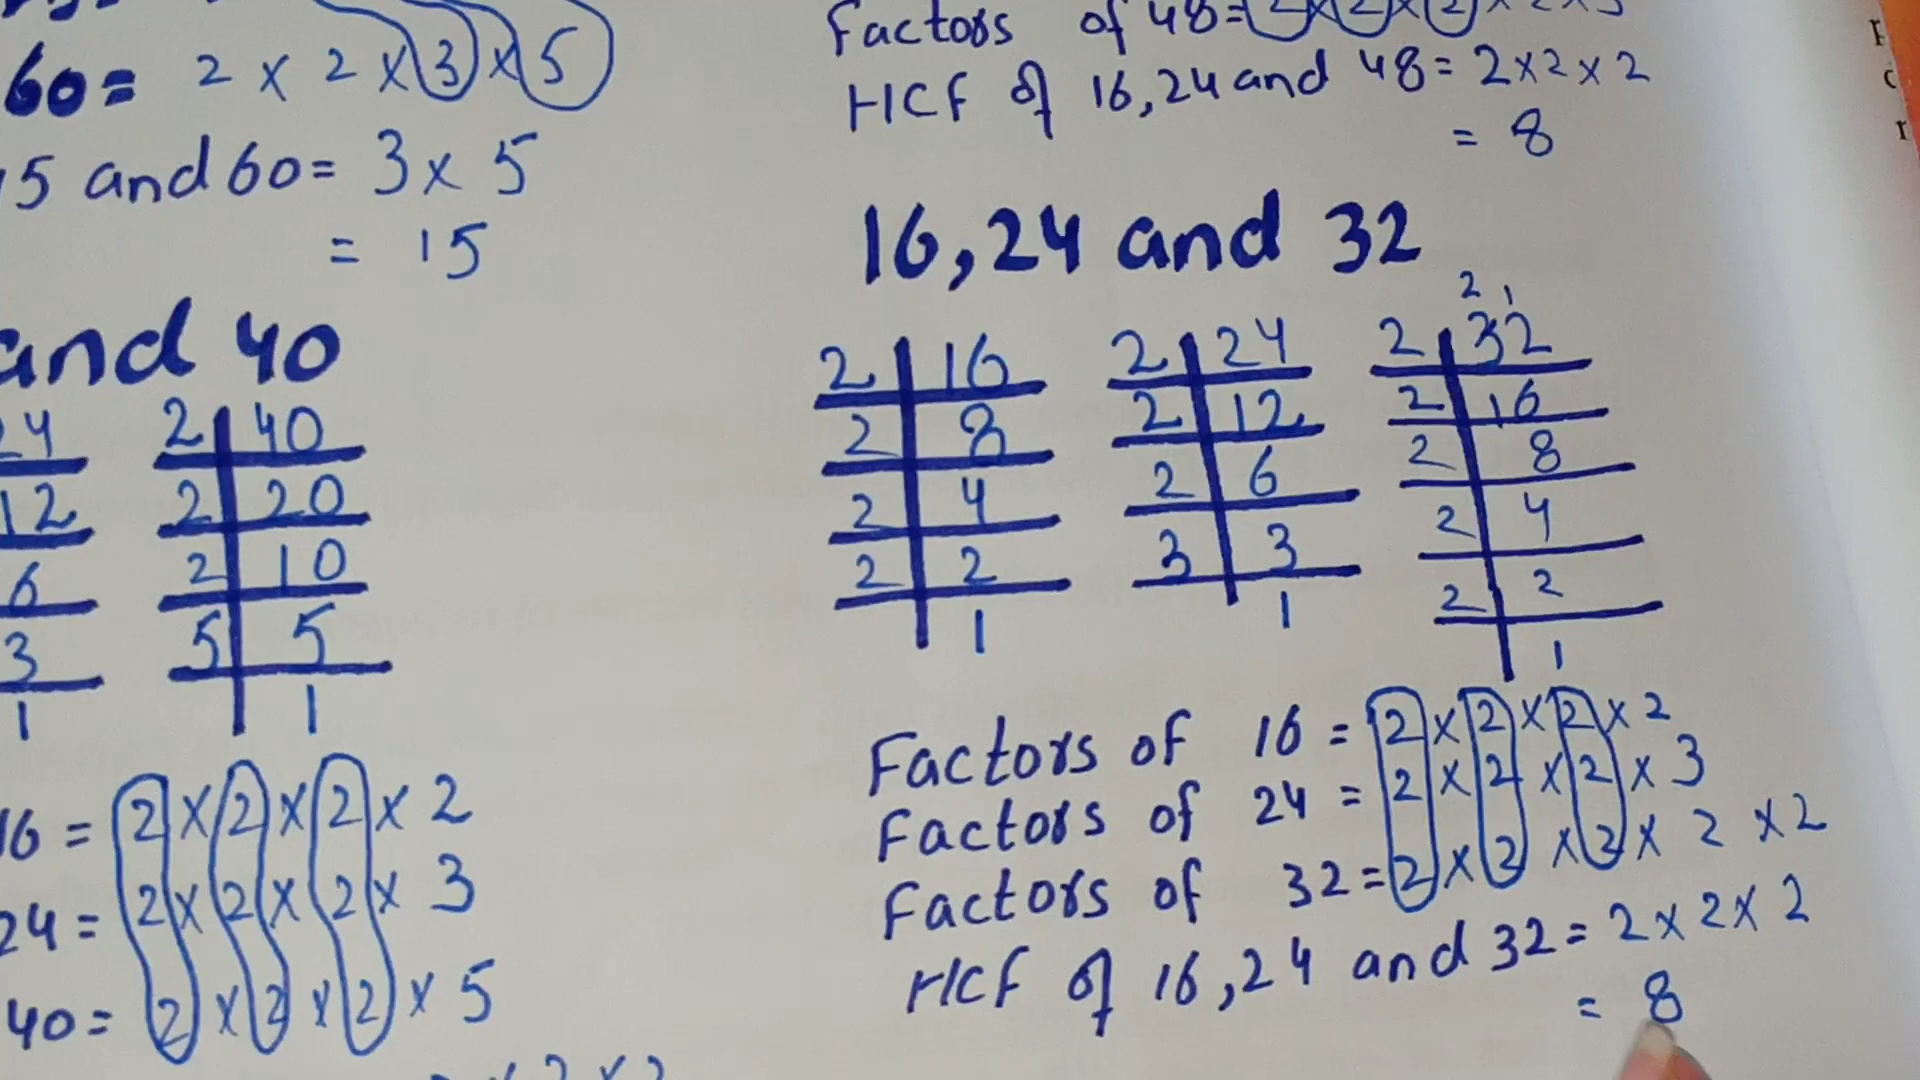 60= 2 x 2 x 3 x 5
5 and 60= 3 x 5
= 15
and 40
24 2 40
12 2 20
6 2 10
3 5 5
1 1
16 = 2 x 2 x 2 x 2
24 = 2 x 2 x 2 x 3
40= 2 x 2 x 2 x 5
Factors of 48=
HCF of 16,24 and 48= 2x2x2
= 8
16,24 and 32
2 1
2 16 2 24 2 32
2 8 2 12 2 16
2 4 2 6 2 8
2 2 3 3 2 4
1 1 2 2
1
Factors of 16 = 2 x 2 x 2 x 2
Factors of 24 = 2 x 2 x 2 x 3
Factors of 32= 2 x 2 x 2 x 2 x 2
HCF of 16,24 and 32= 2 x 2 x 2
= 8